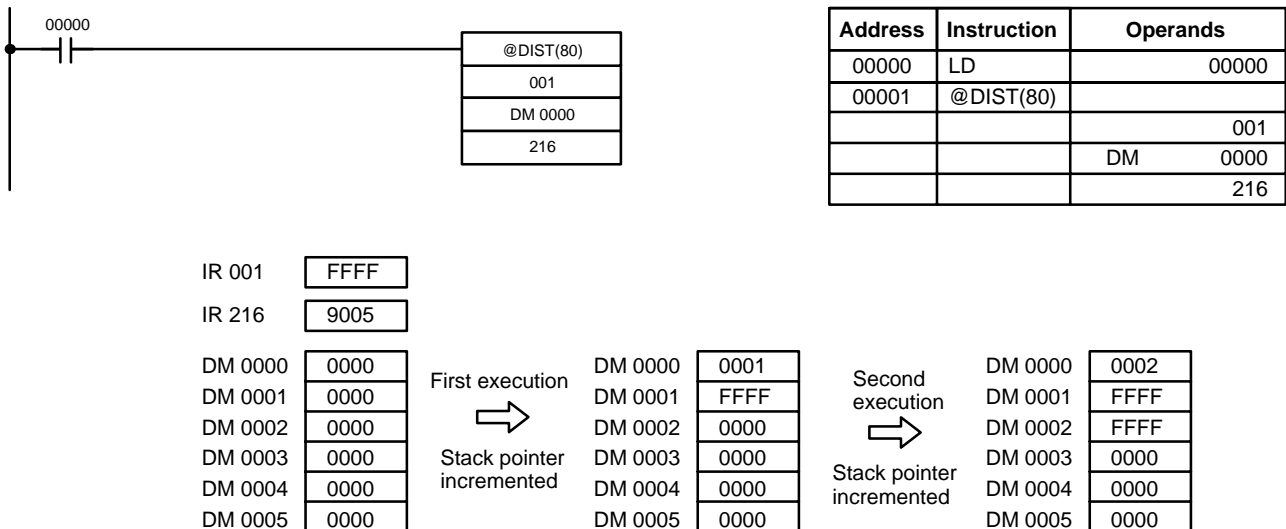 00000
@DIST(80)
001
DM 0000
216
Address Instruction Operands
00000 LD 00000
00001 @DIST(80)
001
DM 0000
216
IR 001 FFFF
IR 216 9005
DM 0000 0000
DM 0001 0000
DM 0002 0000
DM 0003 0000
DM 0004 0000
DM 0005 0000
First execution
Stack pointer
incremented
DM 0000 0001
DM 0001 FFFF
DM 0002 0000
DM 0003 0000
DM 0004 0000
DM 0005 0000
Second
execution
Stack pointer
incremented
DM 0000 0002
DM 0001 FFFF
DM 0002 FFFF
DM 0003 0000
DM 0004 0000
DM 0005 0000